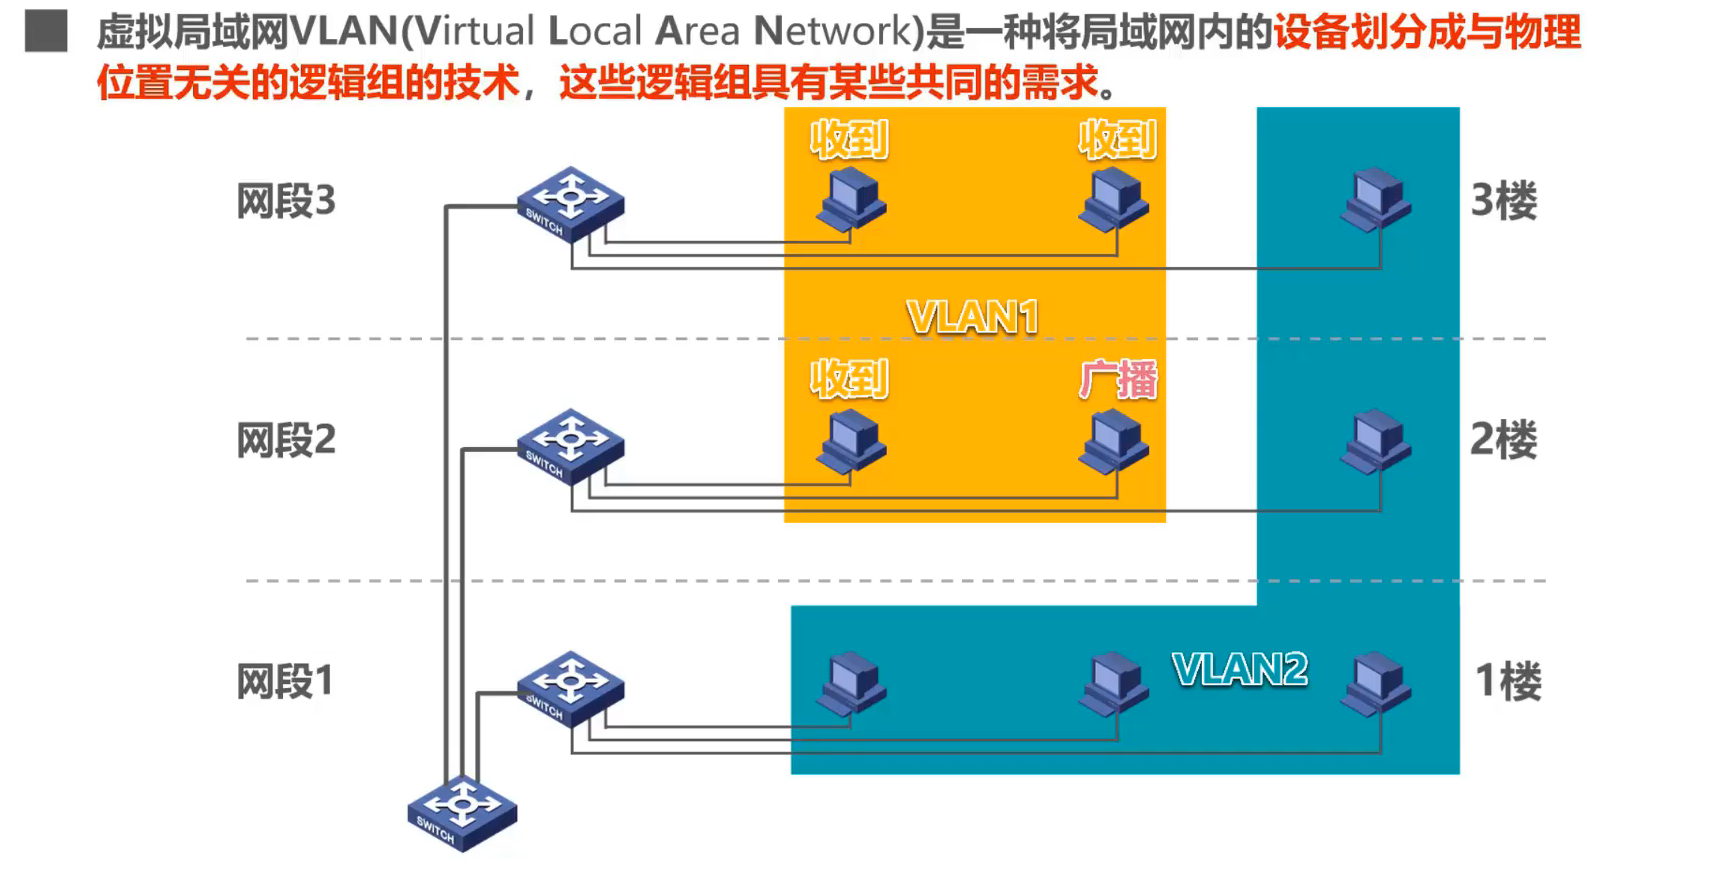 虚拟局域网VLAN(Virtual Local Area Network)是一种将局域网内的设备划分成与物理
位置无关的逻辑组的技术，这些逻辑组具有某些共同的需求。
收到 收到
网段3 SWITCH 3楼
VLAN1
收到 广播
网段2 SWITCH 2楼
网段1 SWITCH VLAN2 1楼
SWITCH